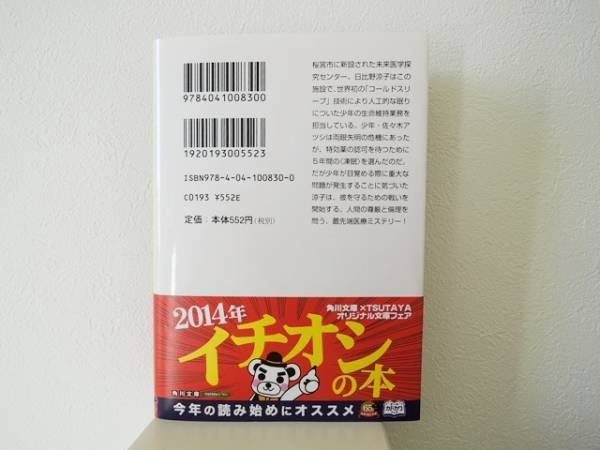 9784041008300
1920193005523
ISBN978-4-04-100830-0
C0193 ¥552E
定価:本体552円(税別)
桜宮市に新設された未来医学探
究センター。日比野涼子はこの
施設で、世界初の「コールドスリ
ープ」技術により人工的な眠り
についた少年の生命維持業務を
担当している。少年・佐々木ア
ツシは両眼失明の危機にあった
が、特効薬の認可を待つために
5年間の〈凍眠〉を選んだのだ。
だが少年が目覚める際に重大な
問題が発生することに気づいた
涼子は、彼を守るための戦いを
開始する。人間の尊厳と倫理を
問う、最先端医療ミステリー!
角川文庫×TSUTAYA
オリジナル文庫フェア
2014年
イチオシ
の本
角川文庫
今年の読み始めにオススメ